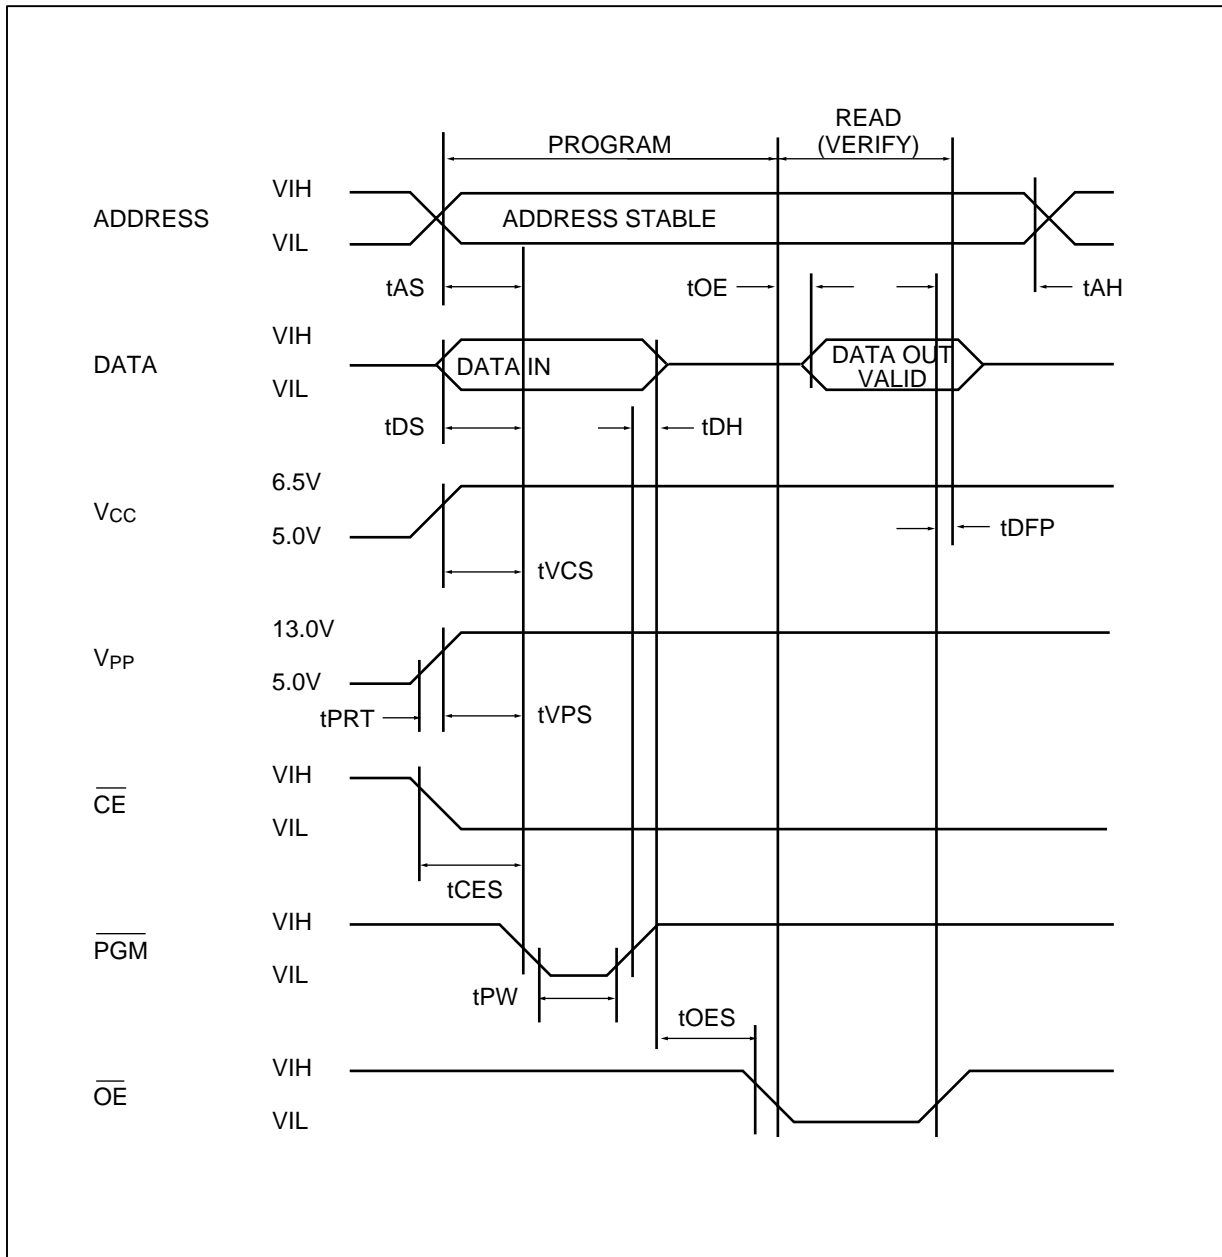 READ
PROGRAM
(VERIFY)
VIH
ADDRESS
ADDRESS STABLE
VIL
tAS
tOE
tAH
VIH
DATA
DATA IN
DATA OUT
VALID
VIL
tDS
tDH
6.5V
VCC
5.0V
tDFP
tVCS
13.0V
VPP
5.0V
tPRT
tVPS
VIH
CE
VIL
tCES
VIH
PGM
VIL
tPW
tOES
VIH
OE
VIL